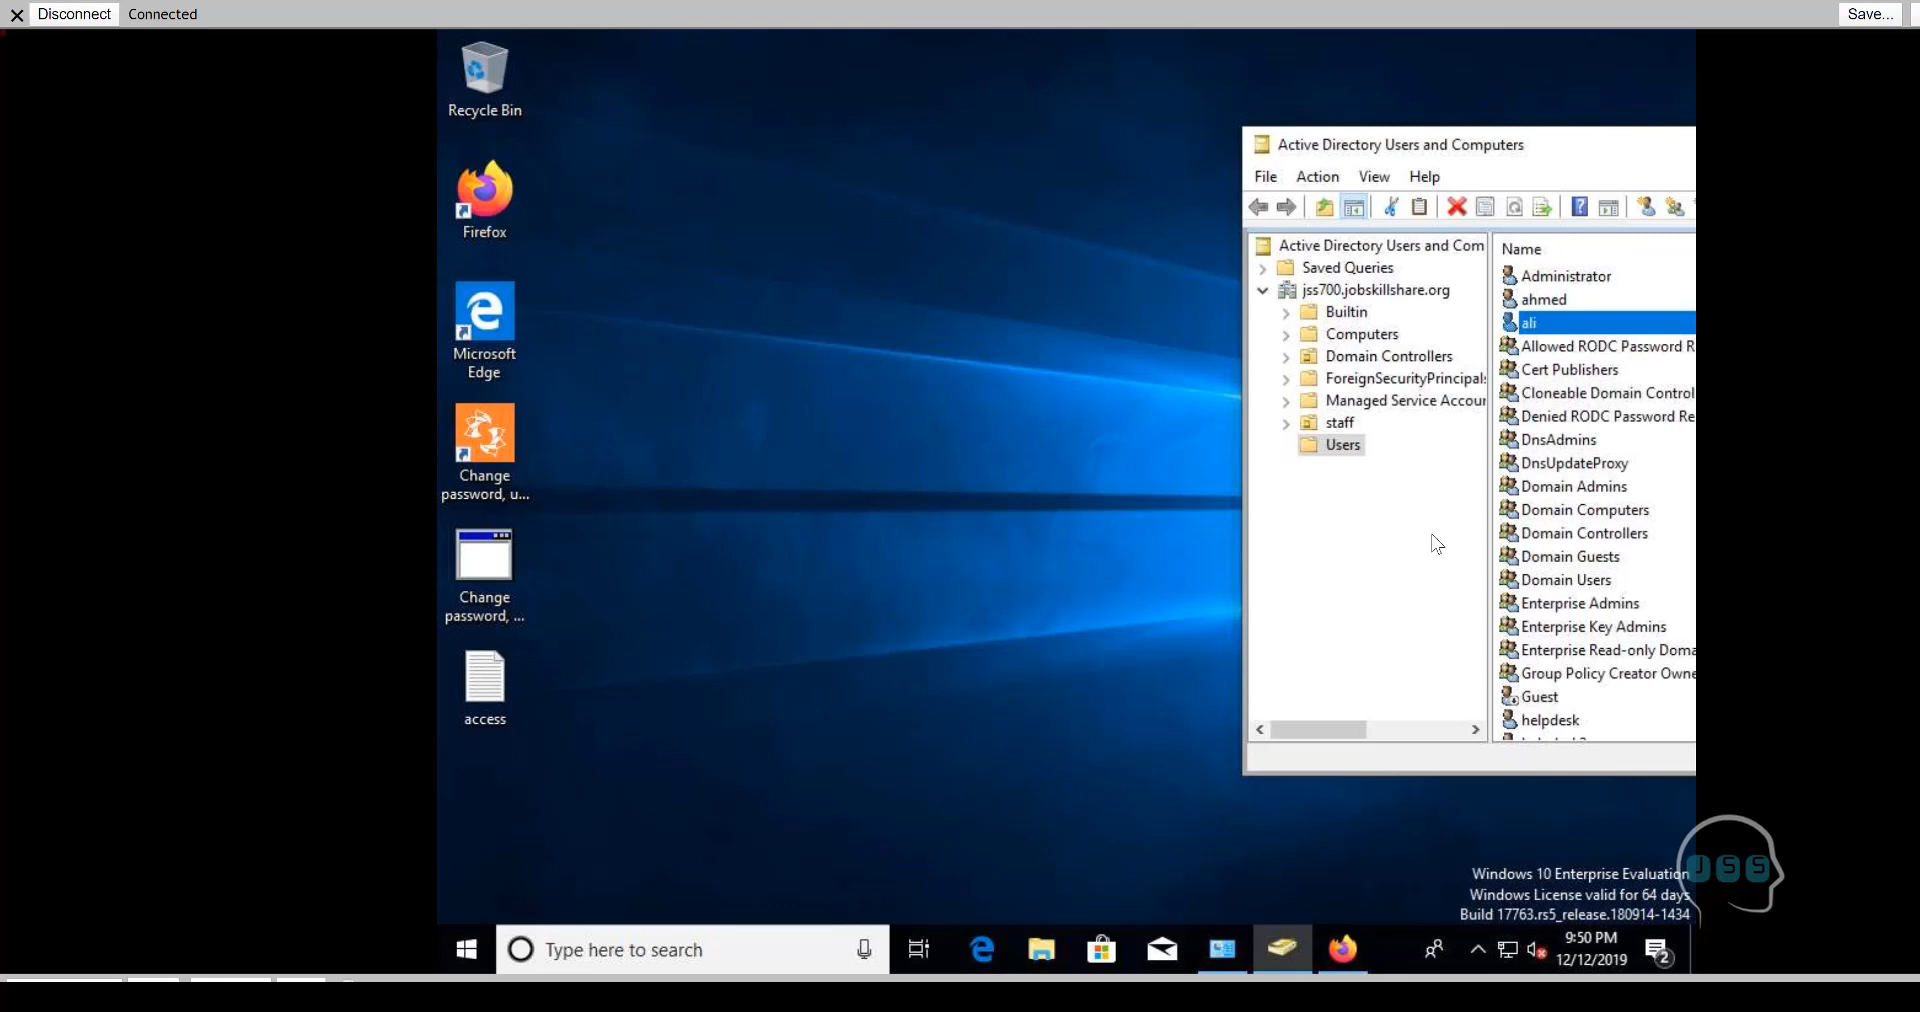 Disconnect Connected Save...
Recycle Bin
Firefox
Microsoft
Edge
Change
password, u...
Change
password, ...
access
Active Directory Users and Computers
File Action View Help
Active Directory Users and Com
Saved Queries
jss700.jobskillshare.org
Builtin
Computers
Domain Controllers
ForeignSecurityPrincipals
Managed Service Accour
staff
Users
Name
Administrator
ahmed
ali
Allowed RODC Password R
Cert Publishers
Cloneable Domain Control
Denied RODC Password Re
DnsAdmins
DnsUpdateProxy
Domain Admins
Domain Computers
Domain Controllers
Domain Guests
Domain Users
Enterprise Admins
Enterprise Key Admins
Enterprise Read-only Doma
Group Policy Creator Owne
Guest
helpdesk
JSS
Windows 10 Enterprise Evaluation
Windows License valid for 64 days
Build 17763.rs5_release.180914-1434
Type here to search
9:50 PM
12/12/2019
2